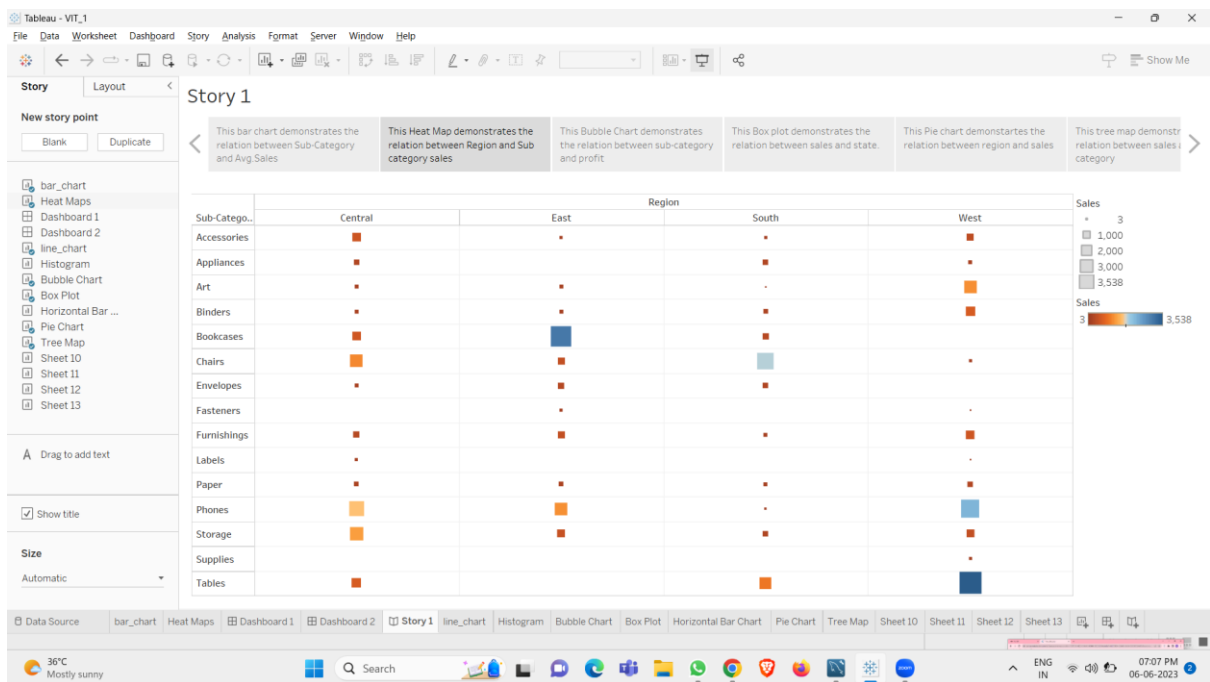 Tableau - VIT_1
File Data Worksheet Dashboard Story Analysis Format Server Window Help
Show Me
Story Layout
Story 1
New story point
Blank Duplicate
This bar chart demonstrates the
relation between Sub-Category
and Avg Sales
This Heat Map demonstrates the
relation between Region and Sub
category sales
This Bubble Chart demonstrates
the relation between sub-category
and profit
This Box plot demonstrates the
relation between sales and state.
This Pie chart demonstartes the
relation between region and sales
This tree map demonstr
relation between sales
category
bar_chart
Heat Maps
Dashboard 1
Dashboard 2
line_chart
Histogram
Bubble Chart
Box Plot
Horizontal Bar ...
Pie Chart
Tree Map
Sheet 10
Sheet 11
Sheet 12
Sheet 13
A Drag to add text
Show title
Size
Automatic
Region
Sub-Catego.. Central East South West
Accessories
Appliances
Art
Binders
Bookcases
Chairs
Envelopes
Fasteners
Furnishings
Labels
Paper
Phones
Storage
Supplies
Tables
Sales
3
1,000
2,000
3,000
3,538
Sales
3 3,538
Data Source bar_chart Heat Maps Dashboard 1 Dashboard 2 Story 1 line_chart Histogram Bubble Chart Box Plot Horizontal Bar Chart Pie Chart Tree Map Sheet 10 Sheet 11 Sheet 12 Sheet 13
36°C
Mostly sunny
Search
ENG
IN
07:07 PM
06-06-2023
2